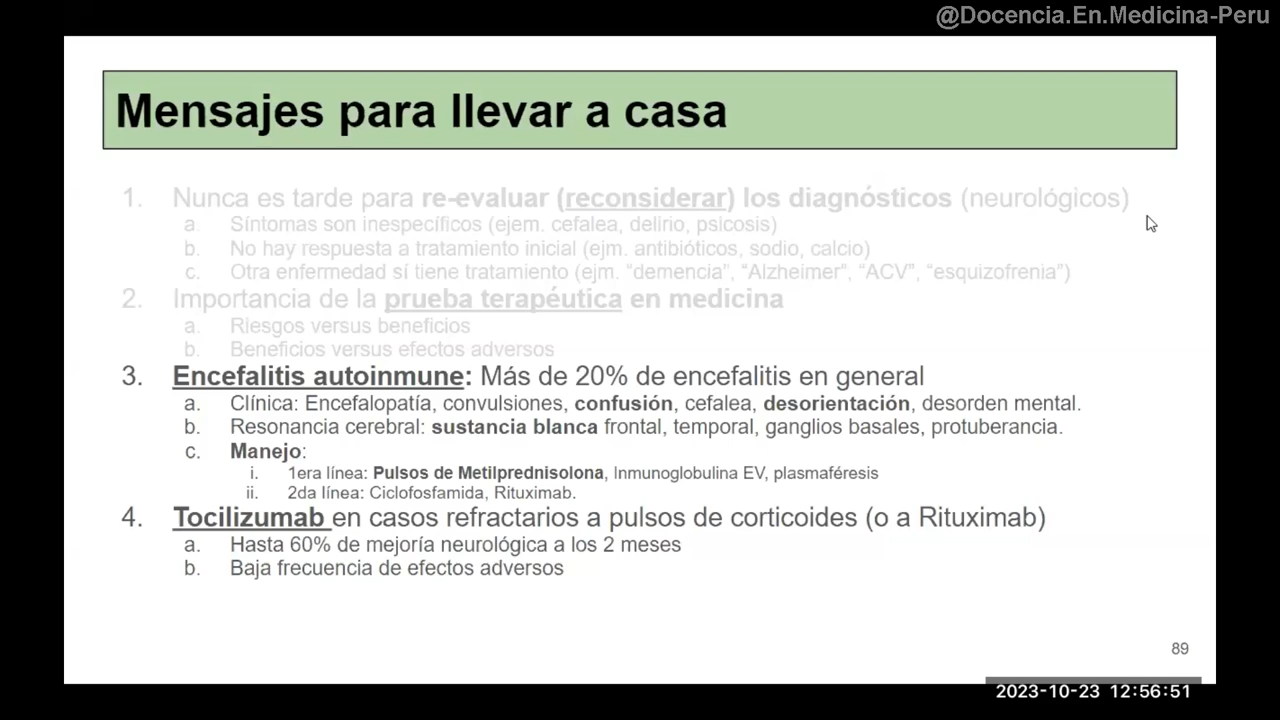 @Docencia.En.Medicina-Peru
Mensajes para llevar a casa
1. Nunca es tarde para re-evaluar (reconsiderar) los diagnósticos (neurológicos)
a. Síntomas son inespecíficos (ejem. cefalea, delirio, psicosis)
b. No hay respuesta a tratamiento inicial (ejm. antibióticos, sodio, calcio)
c. Otra enfermedad sí tiene tratamiento (ejm. “demencia”, “Alzheimer“, “ACV”, “esquizofrenia”)
2. Importancia de la prueba terapéutica en medicina
a. Riesgos versus beneficios
b. Beneficios versus efectos adversos
3. Encefalitis autoinmune: Más de 20% de encefalitis en general
a. Clínica: Encefalopatía, convulsiones, confusión, cefalea, desorientación, desorden mental.
b. Resonancia cerebral: sustancia blanca frontal, temporal, ganglios basales, protuberancia.
c. Manejo:
i. 1era línea: Pulsos de Metilprednisolona, Inmunoglobulina EV, plasmaféresis
ii. 2da línea: Ciclofosfamida, Rituximab.
4. Tocilizumab en casos refractarios a pulsos de corticoides (o a Rituximab)
a. Hasta 60% de mejoría neurológica a los 2 meses
b. Baja frecuencia de efectos adversos
89
2023-10-23 12:56:51